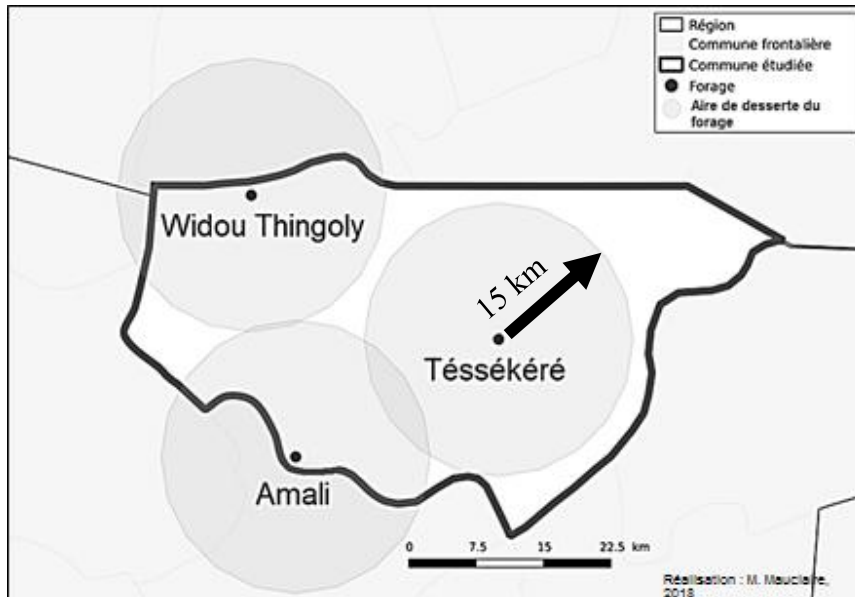 Région
Commune frontalière
Commune étudiée
Forage
Aire de desserte du
forage
Widou Thingoly
15 km
Téssékéré
Amali
0 7.5 15 22.5 km
Réalisation : M. Mauclaire,
2018